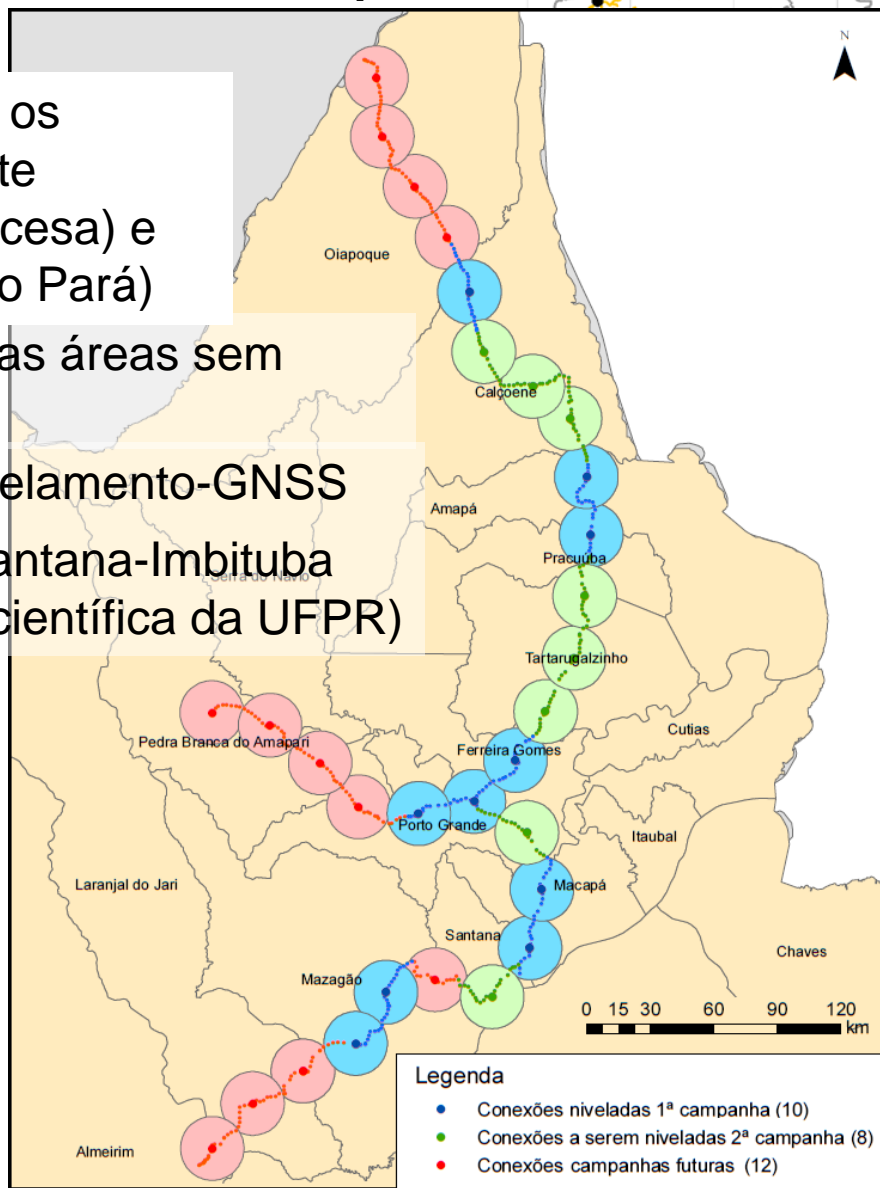 N
os
te
cesa) e
o Pará)
as áreas sem
elamento-GNSS
antana-Imbituba
científica da UFPR)
Oiapoque
Calçoene
Amapá
Pracuúba
Serra do Navio
Tartarugalzinho
Cutias
Pedra Branca do Amapari
Ferreira Gomes
Porto Grande
Itaubal
Laranjal do Jari
Macapá
Santana
Chaves
Mazagão
0 15 30 60 90 120
km
Almeirim
Legenda
Conexões niveladas 1ª campanha (10)
Conexões a serem niveladas 2ª campanha (8)
Conexões campanhas futuras (12)